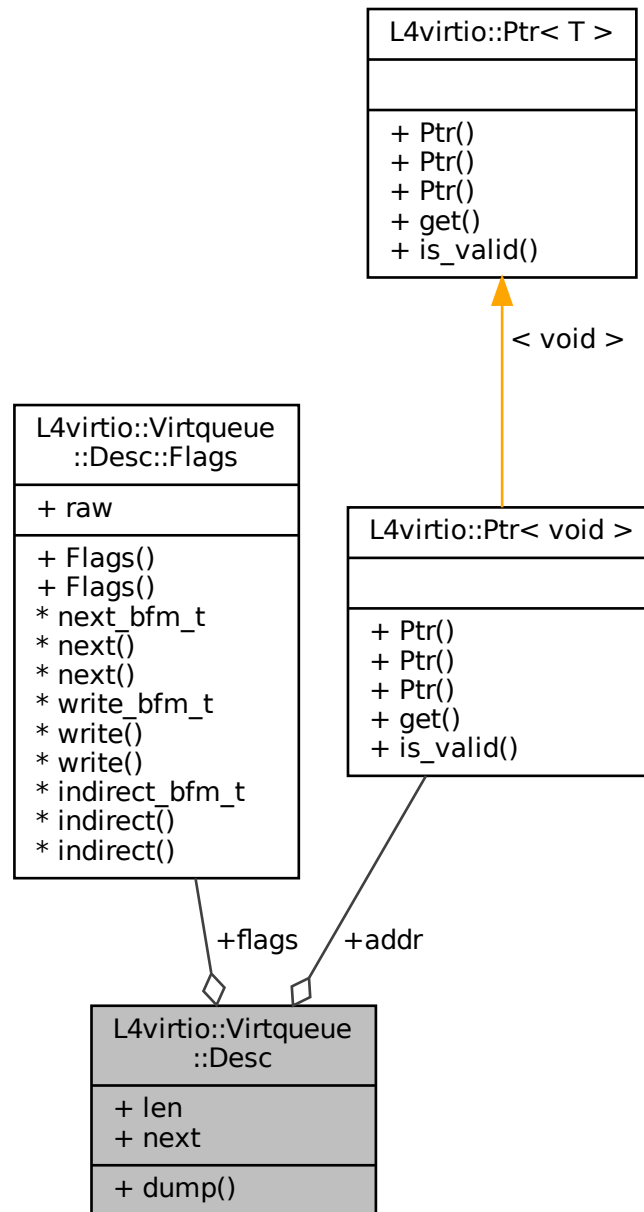 L4virtio::Ptr< T >
+ Ptr()
+ Ptr()
+ Ptr()
+ get()
+ is_valid()
< void >
L4virtio::Virtqueue
::Desc::Flags
+ raw
+ Flags()
+ Flags()
* next_bfm_t
* next()
* next()
* write_bfm_t
* write()
* write()
* indirect_bfm_t
* indirect()
* indirect()
L4virtio::Ptr< void >
+ Ptr()
+ Ptr()
+ Ptr()
+ get()
+ is_valid()
+flags
+addr
L4virtio::Virtqueue
::Desc
+ len
+ next
+ dump()